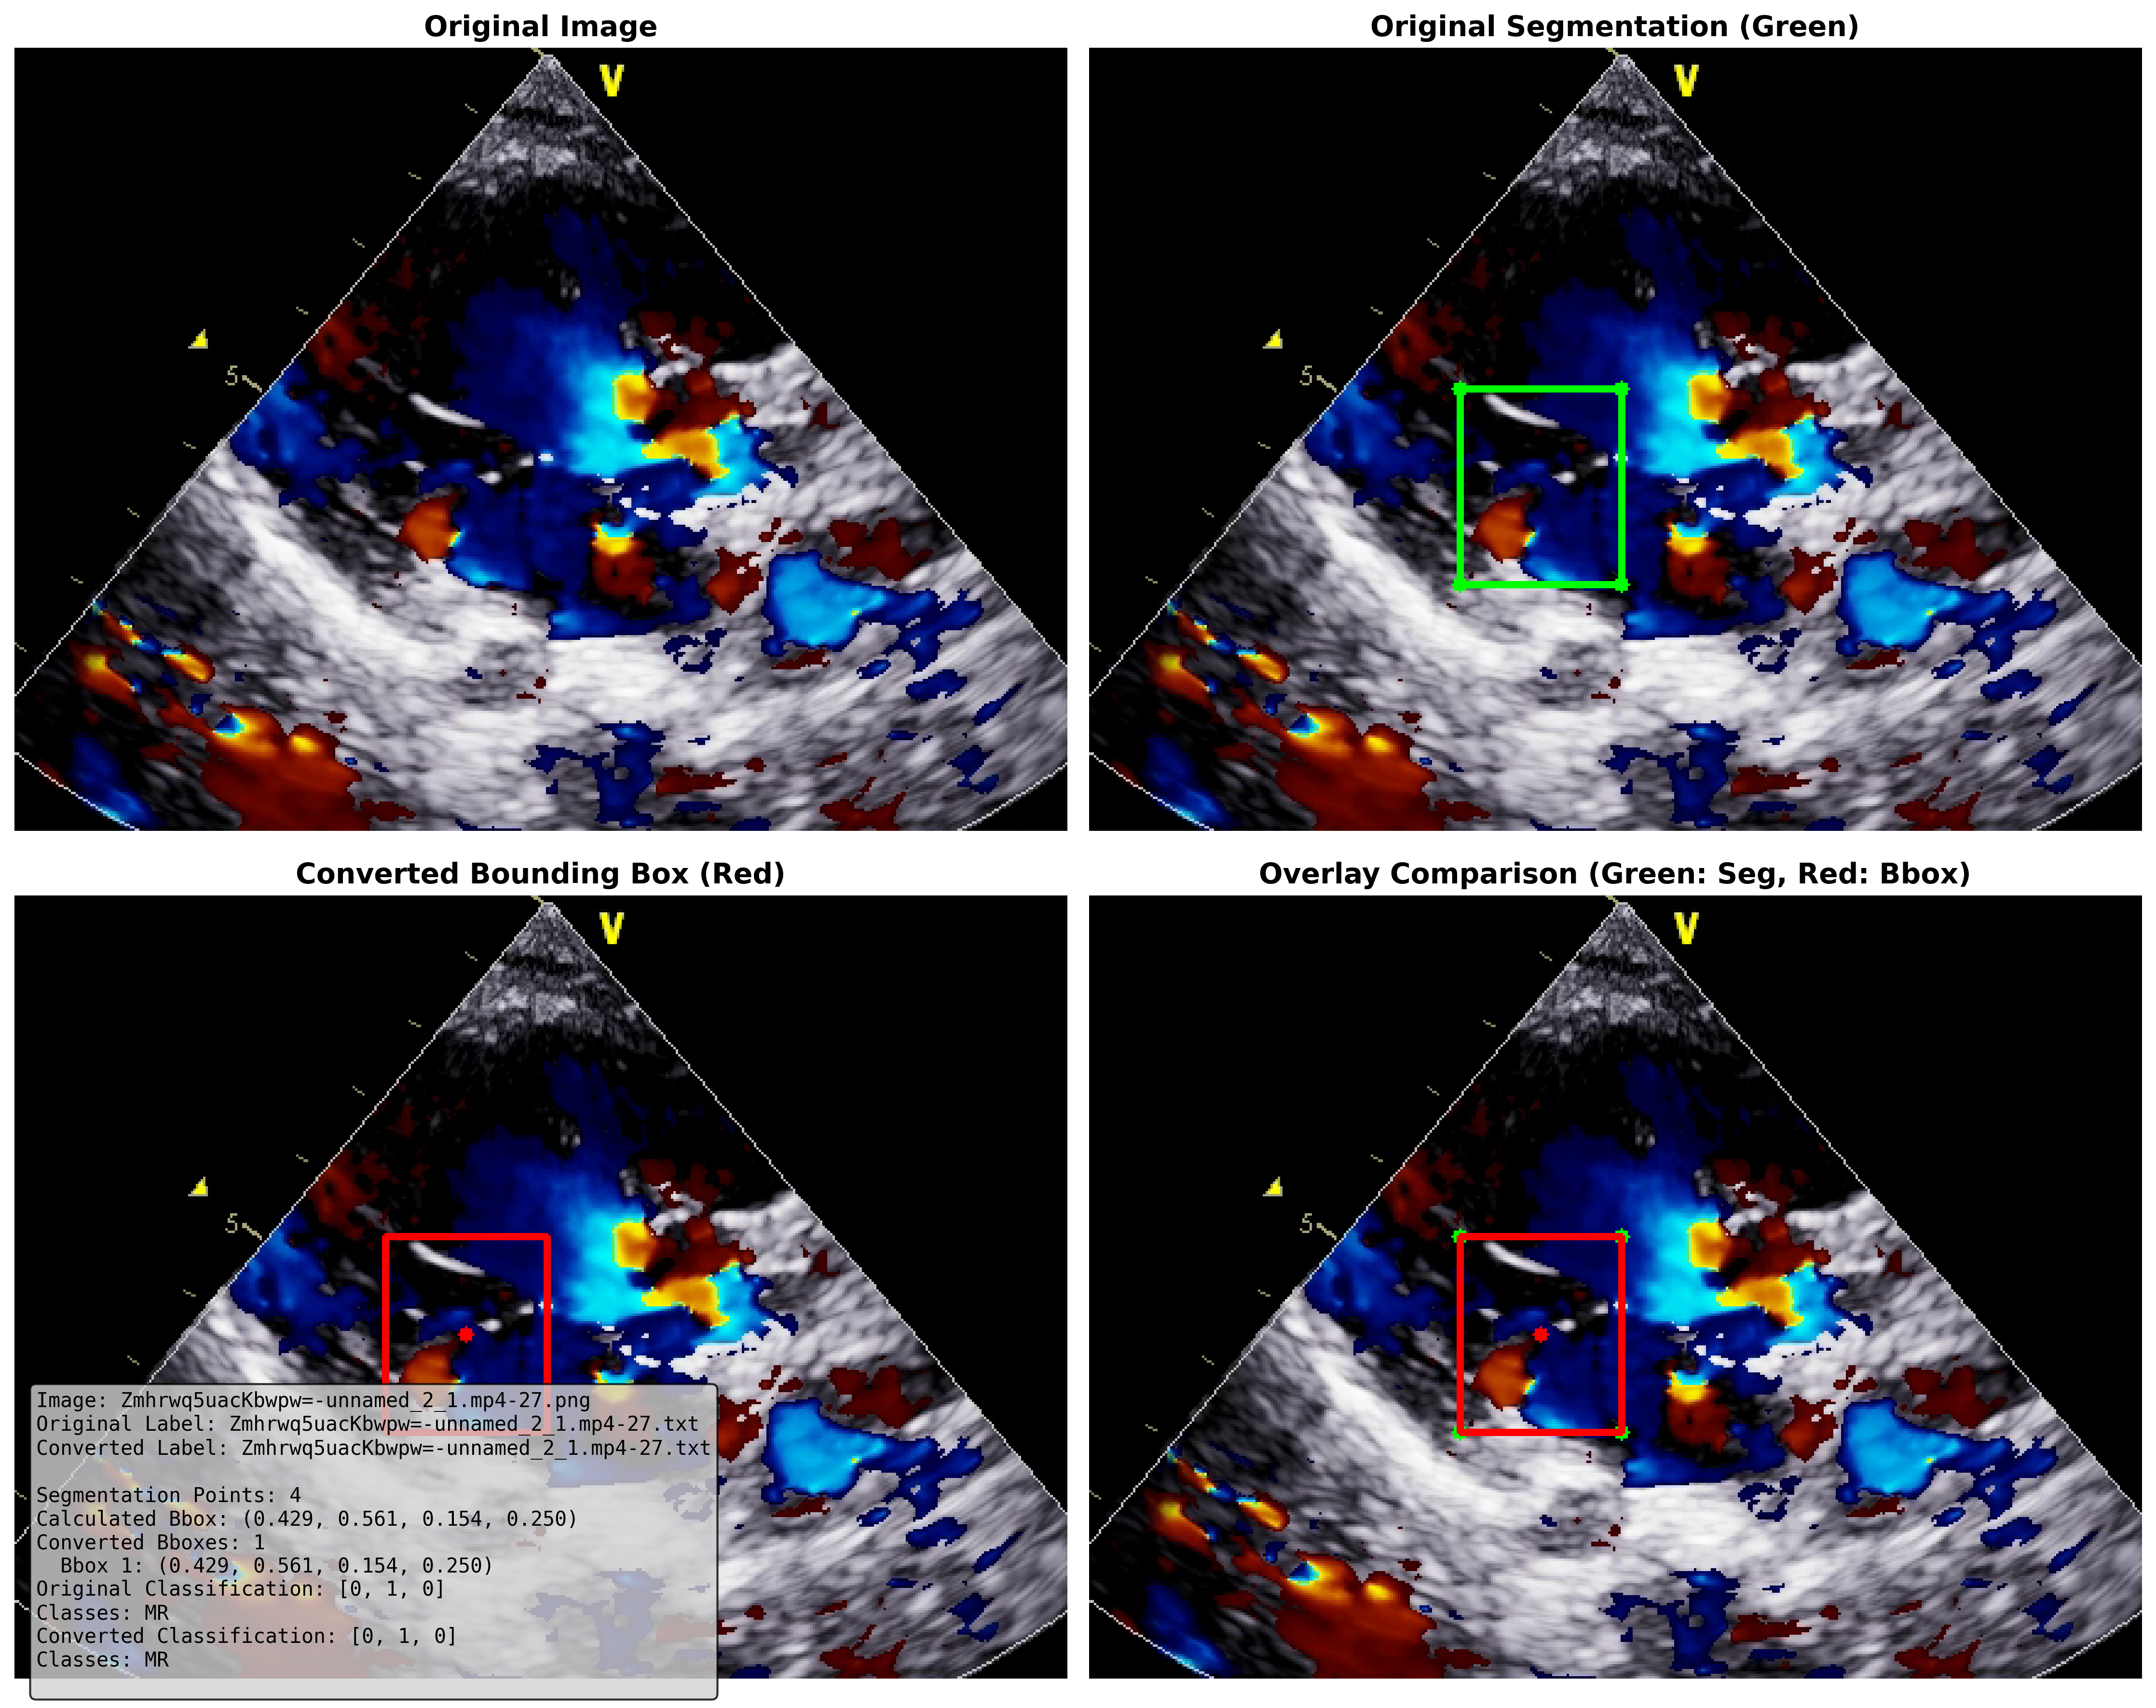 Original Image
Original Segmentation (Green)
V
V
5
5
Converted Bounding Box (Red)
Overlay Comparison (Green: Seg, Red: Bbox)
V
V
5
5
Image: Zmhrwq5uacKbwpw=-unnamed_2_1.mp4-27.png
Original Label: Zmhrwq5uacKbwpw=-unnamed_2_1.mp4-27.txt
Converted Label: Zmhrwq5uacKbwpw=-unnamed_2_1.mp4-27.txt
Segmentation Points: 4
Calculated Bbox: (0.429, 0.561, 0.154, 0.250)
Converted Bboxes: 1
Bbox 1: (0.429, 0.561, 0.154, 0.250)
Original Classification: [0, 1, 0]
Classes: MR
Converted Classification: [0, 1, 0]
Classes: MR